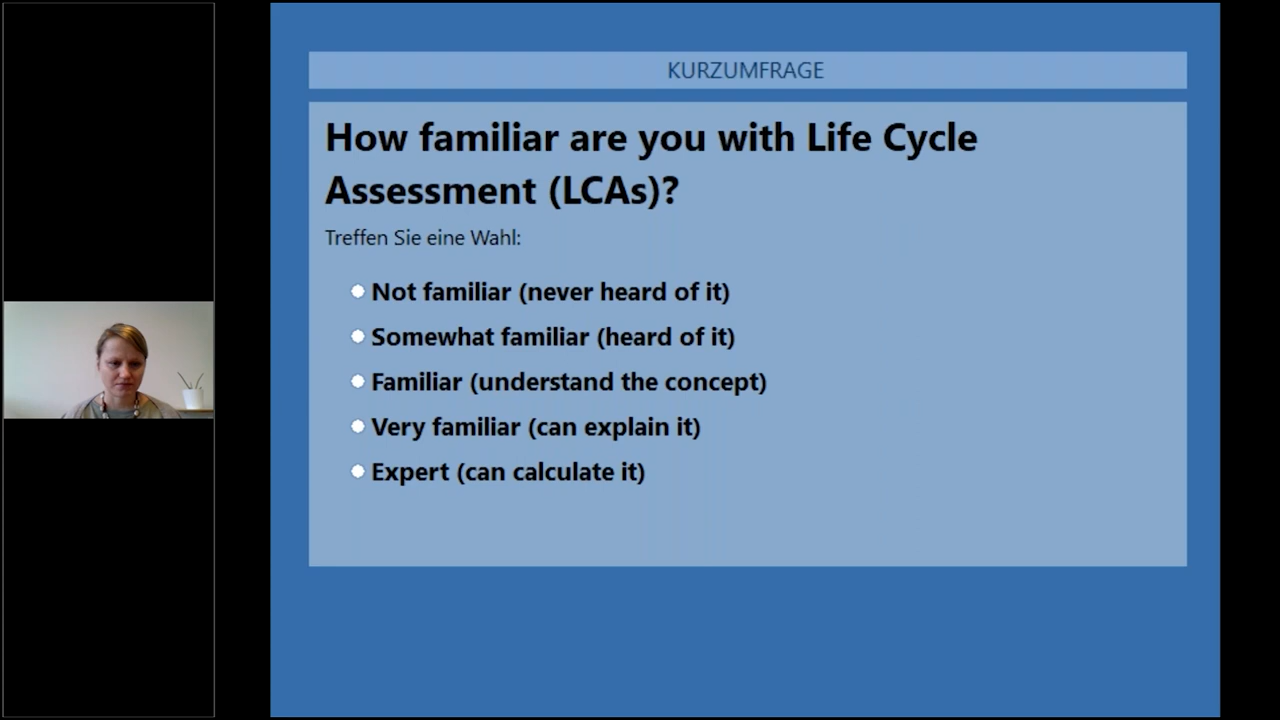 KURZUMFRAGE
How familiar are you with Life Cycle
Assessment (LCAs)?
Treffen Sie eine Wahl:
Not familiar (never heard of it)
Somewhat familiar (heard of it)
Familiar (understand the concept)
Very familiar (can explain it)
Expert (can calculate it)